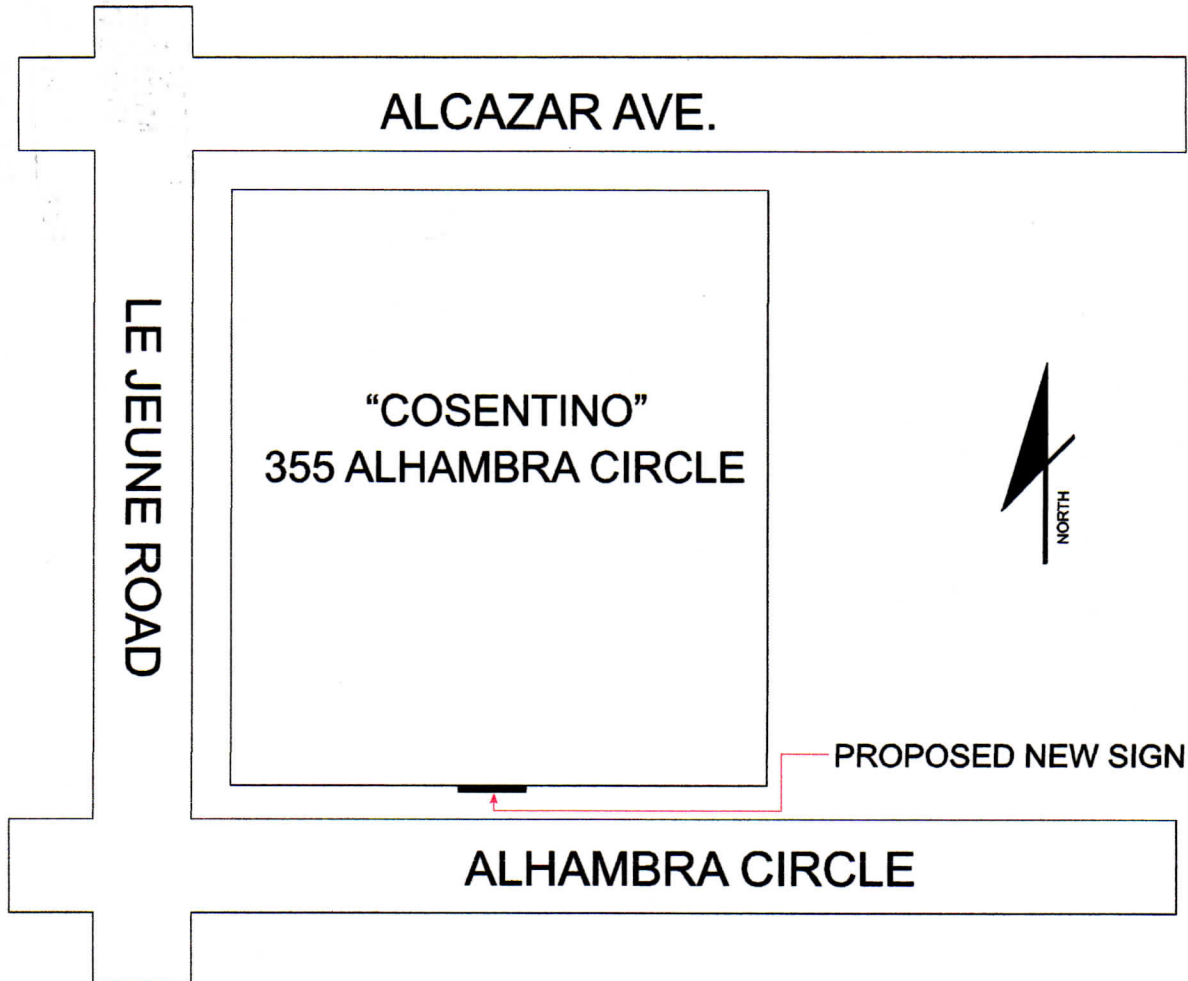 ALCAZAR AVE.
LE JEUNE ROAD
“COSENTINO”
355 ALHAMBRA CIRCLE
NORTH
PROPOSED NEW SIGN
ALHAMBRA CIRCLE